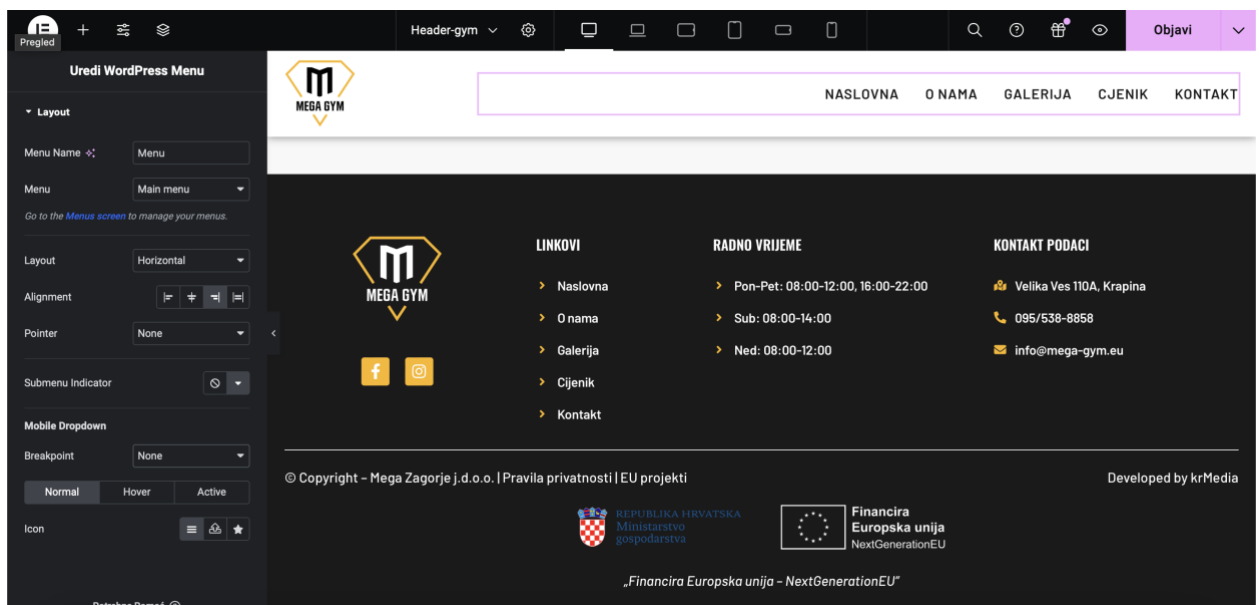 Pregled
Header-gym
Objavi
Uredi WordPress Menu
Layout
Menu Name
Menu
Menu
Main menu
Go to the Menus screen to manage your menus.
Layout
Horizontal
Alignment
Pointer
None
Submenu Indicator
Mobile Dropdown
Breakpoint
None
Normal Hover Active
Icon
MEGA GYM
NASLOVNA O NAMA GALERIJA CJENIK KONTAKT
MEGA GYM
LINKOVI
Naslovna
O nama
Galerija
Cijenik
Kontakt
RADNO VRIJEME
Pon-Pet: 08:00-12:00, 16:00-22:00
Sub: 08:00-14:00
Ned: 08:00-12:00
KONTAKT PODACI
Velika Ves 110A, Krapina
095/538-8858
info@mega-gym.eu
© Copyright – Mega Zagorje j.d.o.o. | Pravila privatnosti | EU projekti
Developed by krMedia
REPUBLIKA HRVATSKA
Ministarstvo
gospodarstva
Financira
Europska unija
NextGenerationEU
„Financira Europska unija – NextGenerationEU”